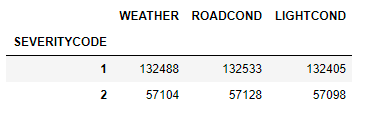 WEATHER ROADCOND LIGHTCOND
SEVERITYCODE
1 132488 132533 132405
2 57104 57128 57098